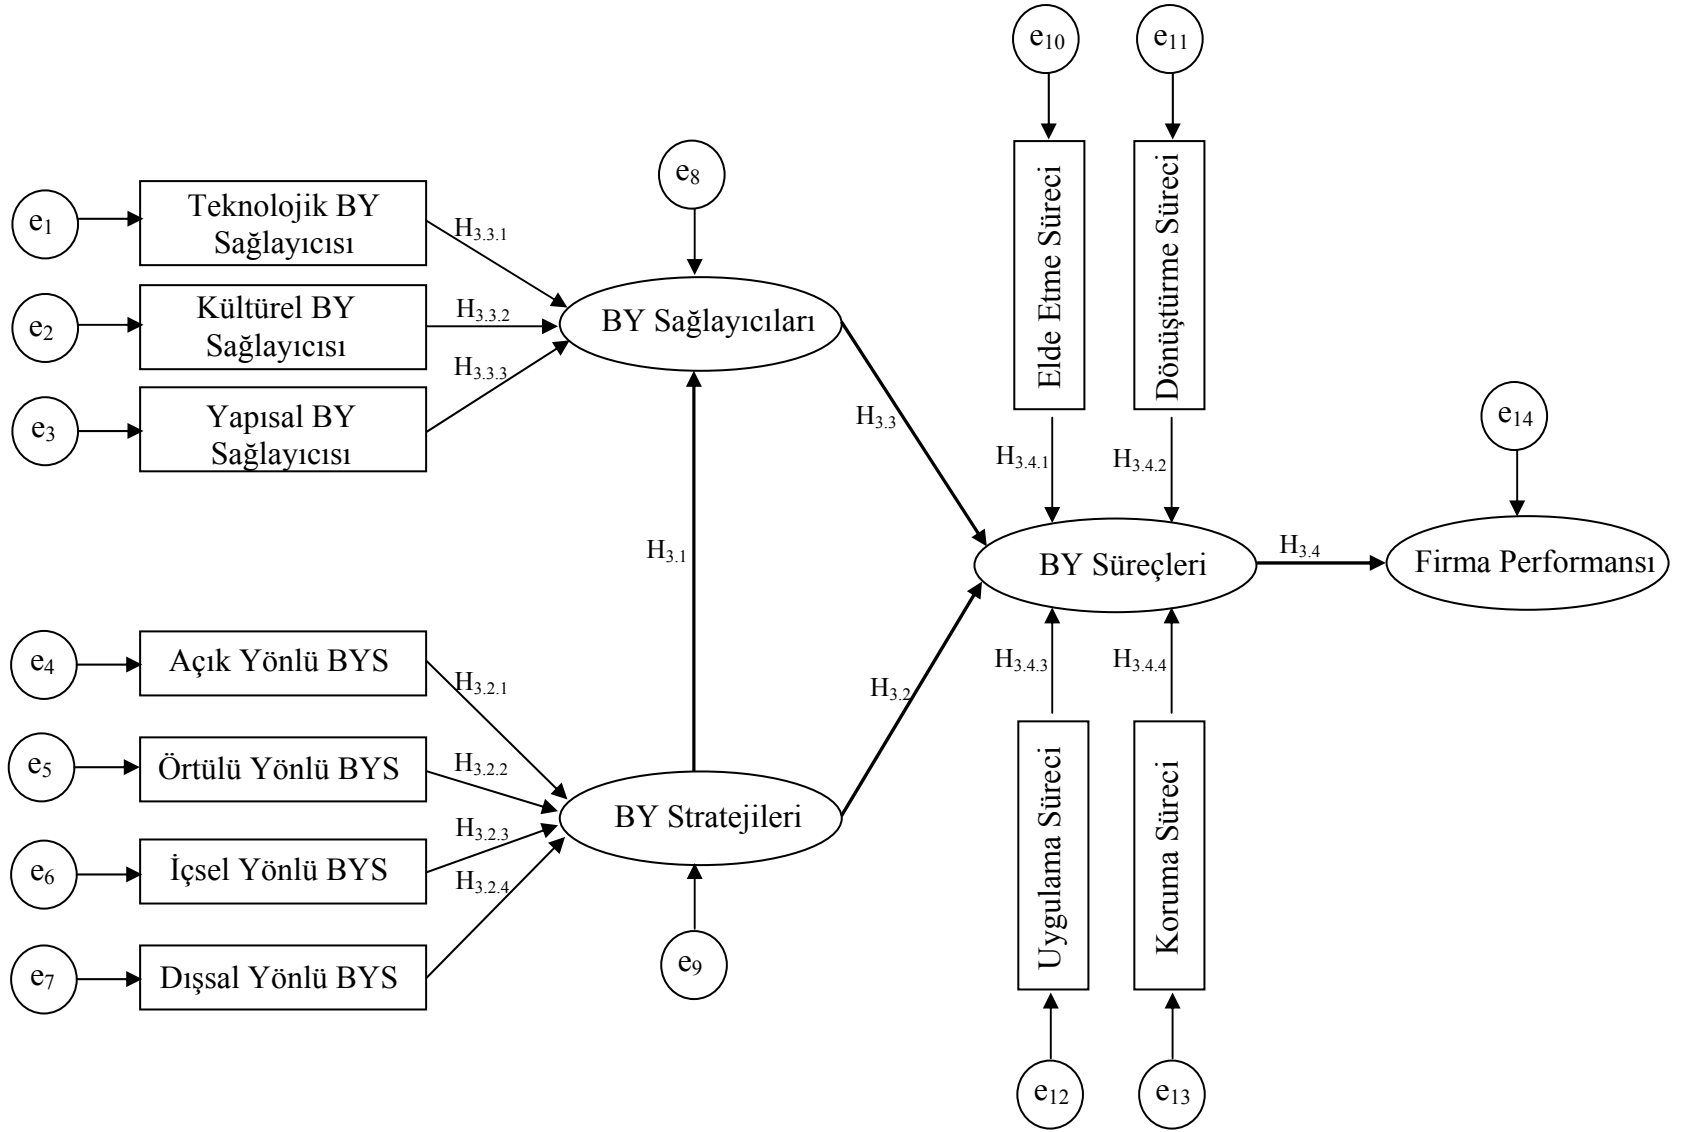 e10
e11
e1
Teknolojik BY
Sağlayıcısı
H3.3.1
e2
Kültürel BY
Sağlayıcısı
H3.3.2
e3
Yapısal BY
Sağlayıcısı
H3.3.3
e8
BY Sağlayıcıları
H3.1
H3.3
Elde Etme Süreci
Dönüştürme Süreci
H3.4.1
H3.4.2
e4
Açık Yönlü BYS
H3.2.1
e5
Örtülü Yönlü BYS
H3.2.2
e6
İçsel Yönlü BYS
H3.2.3
e7
Dışsal Yönlü BYS
H3.2.4
BY Stratejileri
e9
H3.2
BY Süreçleri
H3.4
e14
Firma Performansı
H3.4.3
H3.4.4
Uygulama Süreci
Koruma Süreci
e12
e13